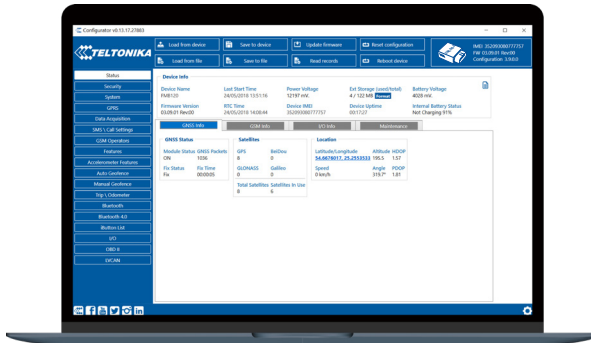 Configurator v0.13.17.27883
TELTONIKA
Load from device
Save to device
Update firmware
Reset configuration
Load from file
Save to file
Read records
Reboot device
IMEI 352093080777757
FW 03.09.01 Rev:00
Configuration 3.9.0.0
Status
Security
System
GPRS
Data Acquisition
SMS \ Call Settings
GSM Operators
Features
Accelerometer Features
Auto Geofence
Manual Geofence
Trip \ Odometer
Bluetooth
Bluetooth 4.0
iButton List
I/O
OBD II
LVCAN
Device Info
Device Name Last Start Time Power Voltage Ext Storage (used/total) Battery Voltage
FMB120 24/05/2018 13:51:16 12197 mV. 4 / 122 MB Format 4028 mV.
Firmware Version RTC Time Device IMEI Device Uptime Internal Battery Status
03.09.01 Rev:00 24/05/2018 14:08:44 352093080777757 00:17:27 Not Charging 91%
GNSS Info GSM Info I/O Info Maintenance
GNSS Status
Module Status GNSS Packets
ON 1036
Fix Status Fix Time
Fix 00:00:05
Satellites
GPS BeiDou
8 0
GLONASS Galileo
0 0
Total Satellites Satellites in Use
8 6
Location
Latitude/Longitude Altitude HDOP
54.6676017, 25.2553533 195.5 1.57
Speed Angle PDOP
0 km/h 319.7° 1.81